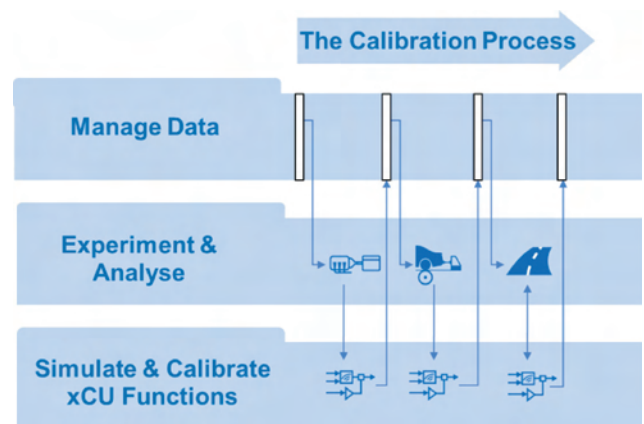 The Calibration Process
Manage Data
Experiment &
Analyse
Simulate & Calibrate
xCU Functions